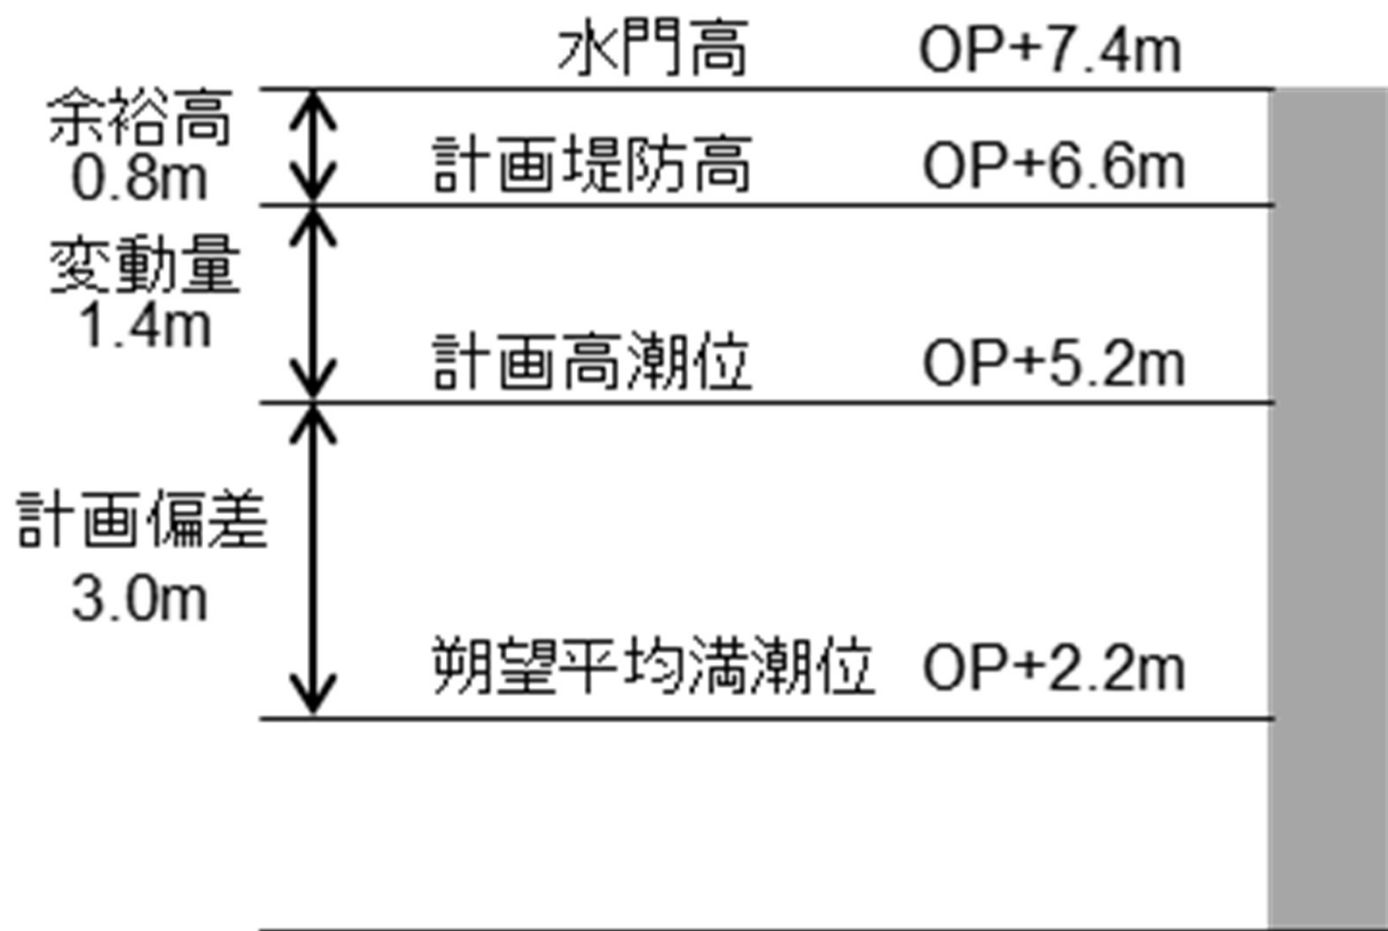 水門高 OP+7.4m
余裕高
0.8m
計画堤防高 OP+6.6m
変動量
1.4m
計画高潮位 OP+5.2m
計画偏差
3.0m
朔望平均満潮位 OP+2.2m